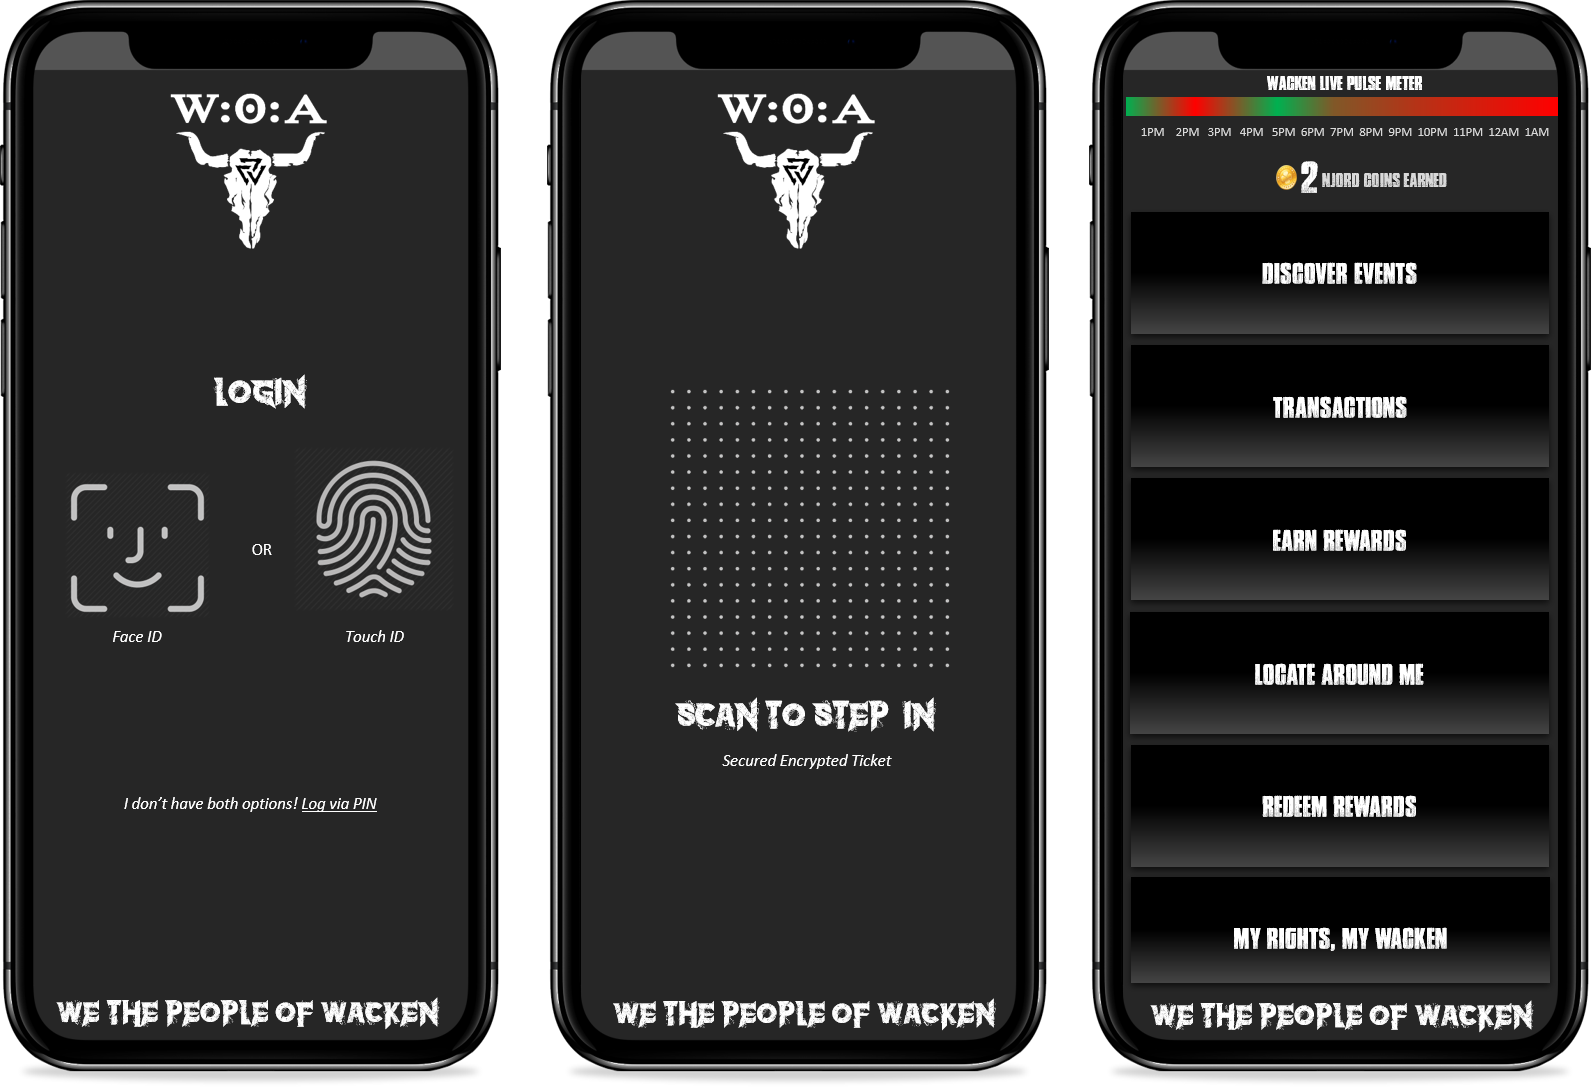 W:O:A
LOGIN
OR
Face ID
Touch ID
I don't have both options! Log via PIN
WE THE PEOPLE OF WACKEN
W:O:A
SCAN TO STEP IN
Secured Encrypted Ticket
WE THE PEOPLE OF WACKEN
WACKEN LIVE PULSE METER
1PM 2PM 3PM 4PM 5PM 6PM 7PM 8PM 9PM 10PM 11PM 12AM 1AM
2 NJORD COINS EARNED
DISCOVER EVENTS
TRANSACTIONS
EARN REWARDS
LOCATE AROUND ME
REDEEM REWARDS
MY RIGHTS, MY WACKEN
WE THE PEOPLE OF WACKEN